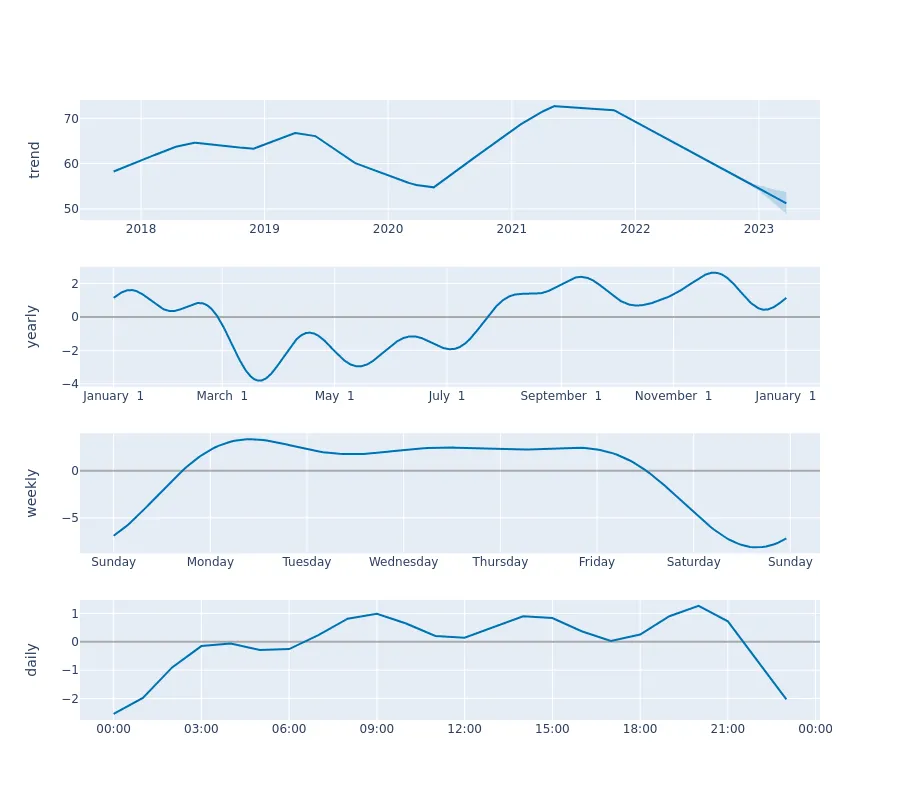 trend
70
60
50
2018 2019 2020 2021 2022 2023
yearly
2
0
−2
−4
January 1 March 1 May 1 July 1 September 1 November 1 January 1
weekly
0
−5
Sunday Monday Tuesday Wednesday Thursday Friday Saturday Sunday
daily
1
0
−1
−2
00:00 03:00 06:00 09:00 12:00 15:00 18:00 21:00 00:00